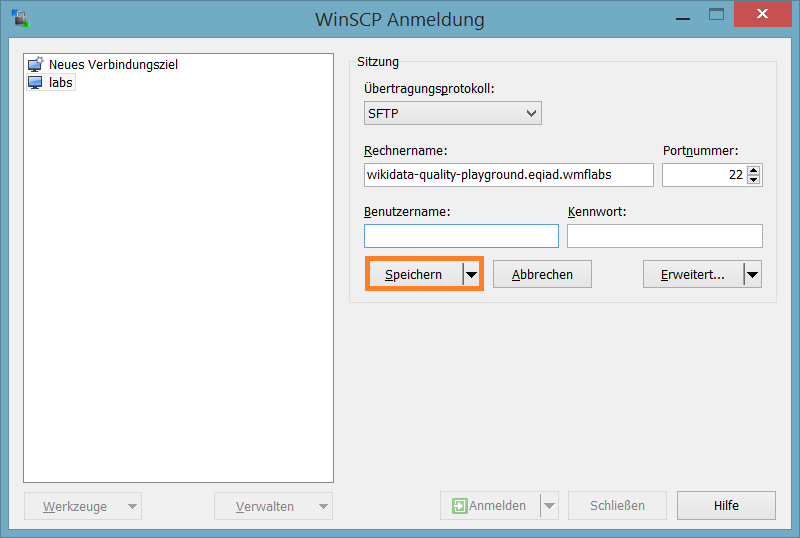 WinSCP Anmeldung
Neues Verbindungsziel
labs
Sitzung
Übertragungsprotokoll:
SFTP
Rechnername: Portnummer:
wikidata-quality-playground.eqiad.wmflabs 22
Benutzername: Kennwort:
Speichern Abbrechen Erweitert...
Werkzeuge Verwalten Anmelden Schließen Hilfe